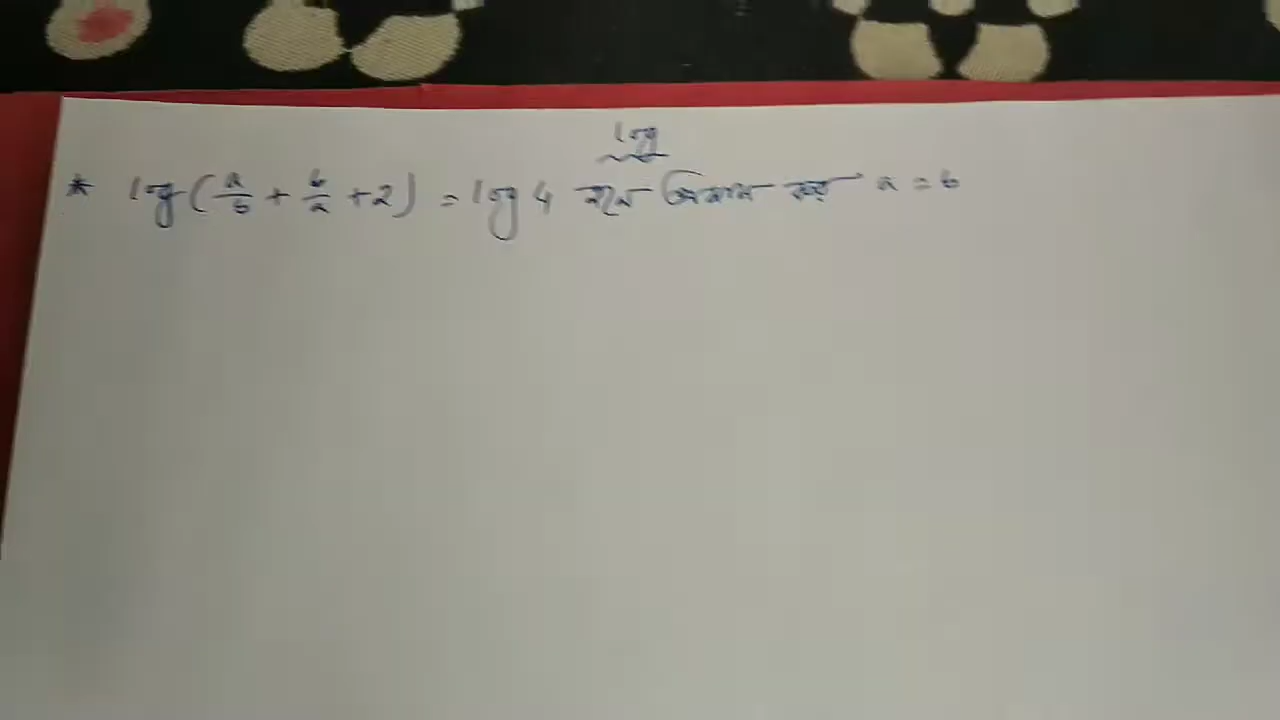 log
* log(a/b + b/a + 2) = log 4 হলে প্রমাণ কর a = b